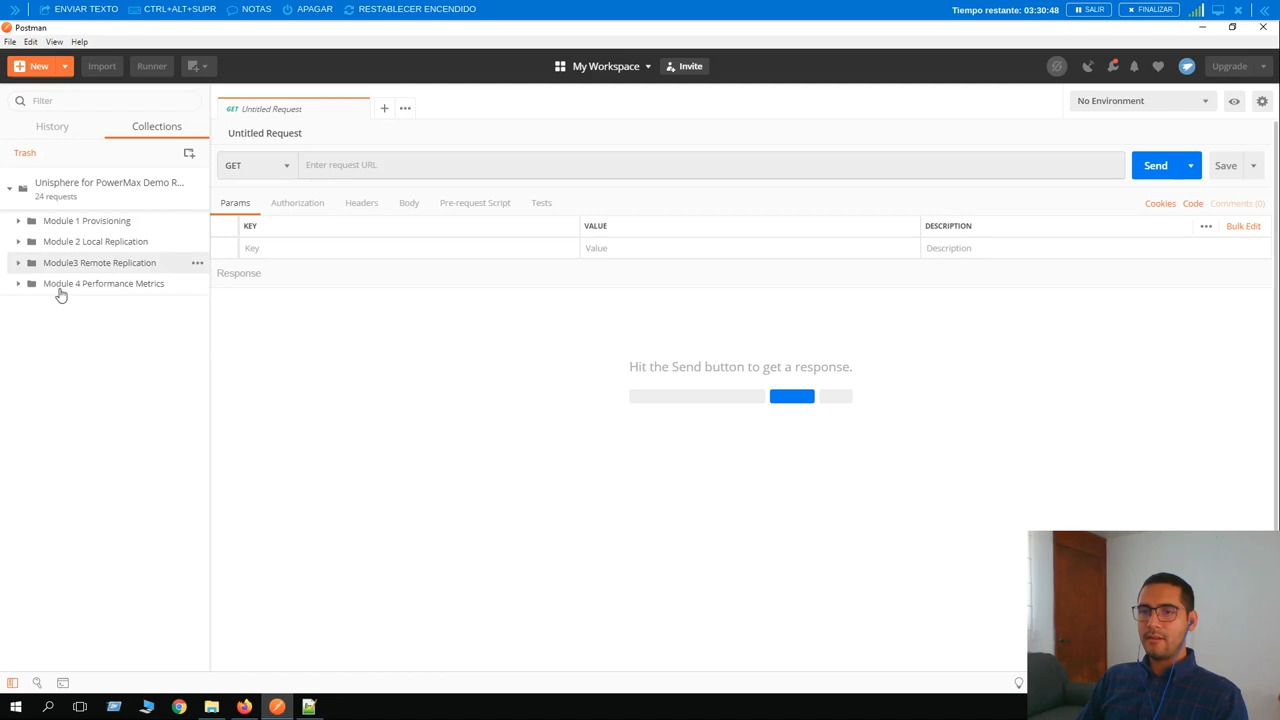 ENVIAR TEXTO CTRL+ALT+SUPR NOTAS APAGAR RESTABLECER ENCENDIDO Tiempo restante: 03:30:48 SALIR FINALIZAR
Postman
File Edit View Help
New Import Runner My Workspace Invite Upgrade
Filter
History Collections
Trash
Unisphere for PowerMax Demo R...
24 requests
Module 1 Provisioning
Module 2 Local Replication
Module3 Remote Replication
Module 4 Performance Metrics
GET Untitled Request
No Environment
Untitled Request
GET Enter request URL Send Save
Params Authorization Headers Body Pre-request Script Tests Cookies Code Comments (0)
KEY VALUE DESCRIPTION Bulk Edit
Key Value Description
Response
Hit the Send button to get a response.